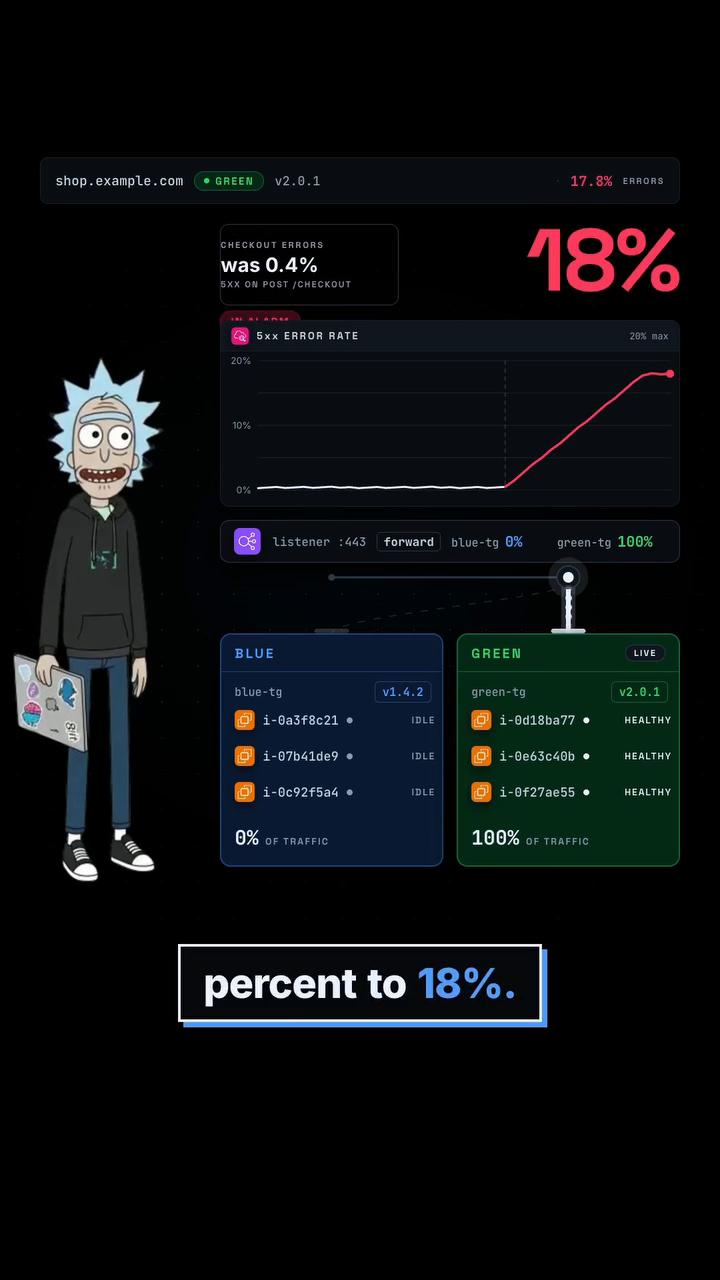 shop.example.com GREEN v2.0.1 17.8% ERRORS
CHECKOUT ERRORS
was 0.4%
5XX ON POST /CHECKOUT
18%
IN ALARM
5xx ERROR RATE 20% max
20%
10%
0%
listener :443 forward blue-tg 0% green-tg 100%
BLUE
blue-tg v1.4.2
i-0a3f8c21 IDLE
i-07b41de9 IDLE
i-0c92f5a4 IDLE
0% OF TRAFFIC
GREEN LIVE
green-tg v2.0.1
i-0d18ba77 HEALTHY
i-0e63c40b HEALTHY
i-0f27ae55 HEALTHY
100% OF TRAFFIC
percent to 18%.